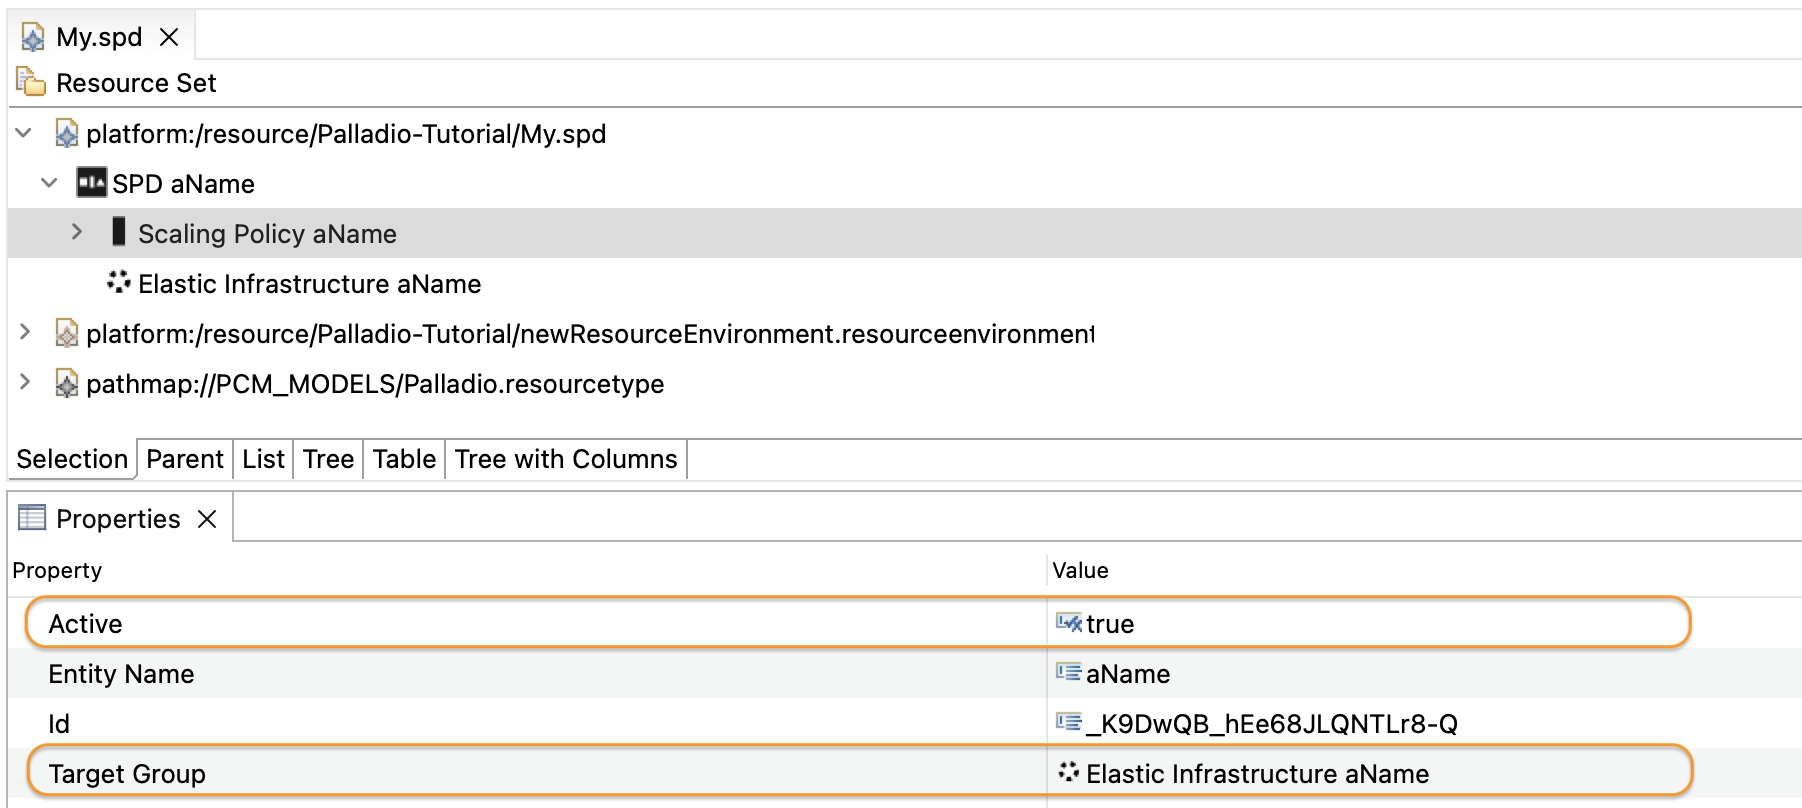 My.spd
Resource Set
platform:/resource/Palladio-Tutorial/My.spd
SPD aName
Scaling Policy aName
Elastic Infrastructure aName
platform:/resource/Palladio-Tutorial/newResourceEnvironment.resourceenvironment
pathmap://PCM_MODELS/Palladio.resourcetype
Selection Parent List Tree Table Tree with Columns
Properties
Property Value
Active true
Entity Name aName
Id _K9DwQB_hEe68JLQNTLr8-Q
Target Group Elastic Infrastructure aName